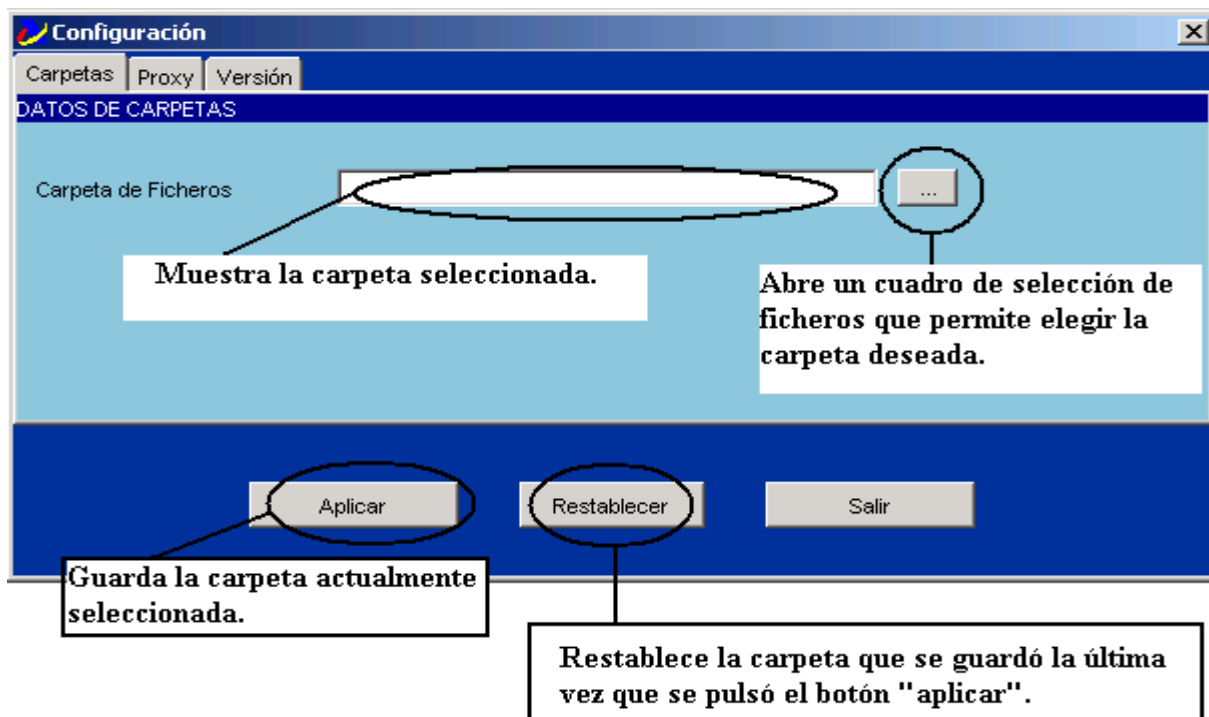 Configuración
Carpetas Proxy Versión
DATOS DE CARPETAS
Carpeta de Ficheros
...
Muestra la carpeta seleccionada.
Abre un cuadro de selección de
ficheros que permite elegir la
carpeta deseada.
Aplicar Restablecer Salir
Guarda la carpeta actualmente
seleccionada.
Restablece la carpeta que se guardó la última
vez que se pulsó el botón "aplicar".